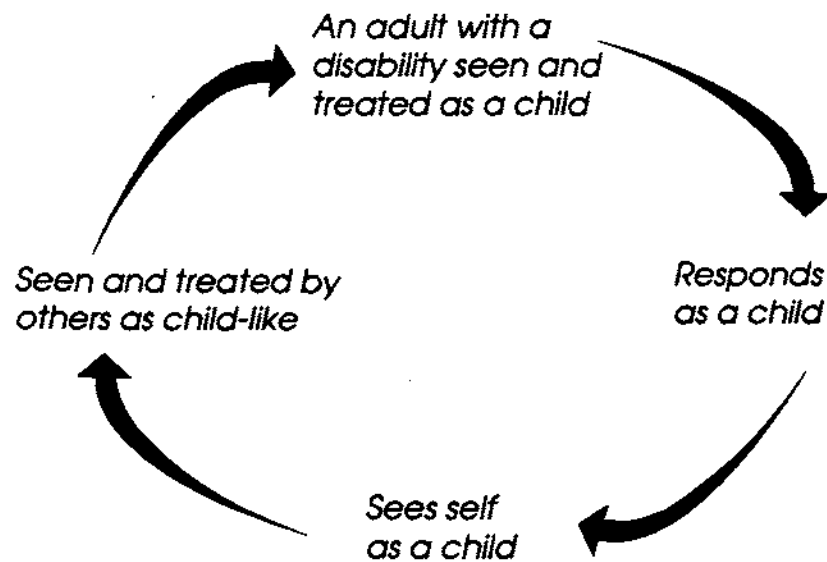 An adult with a
disability seen and
treated as a child
Responds
as a child
Sees self
as a child
Seen and treated by
others as child-like